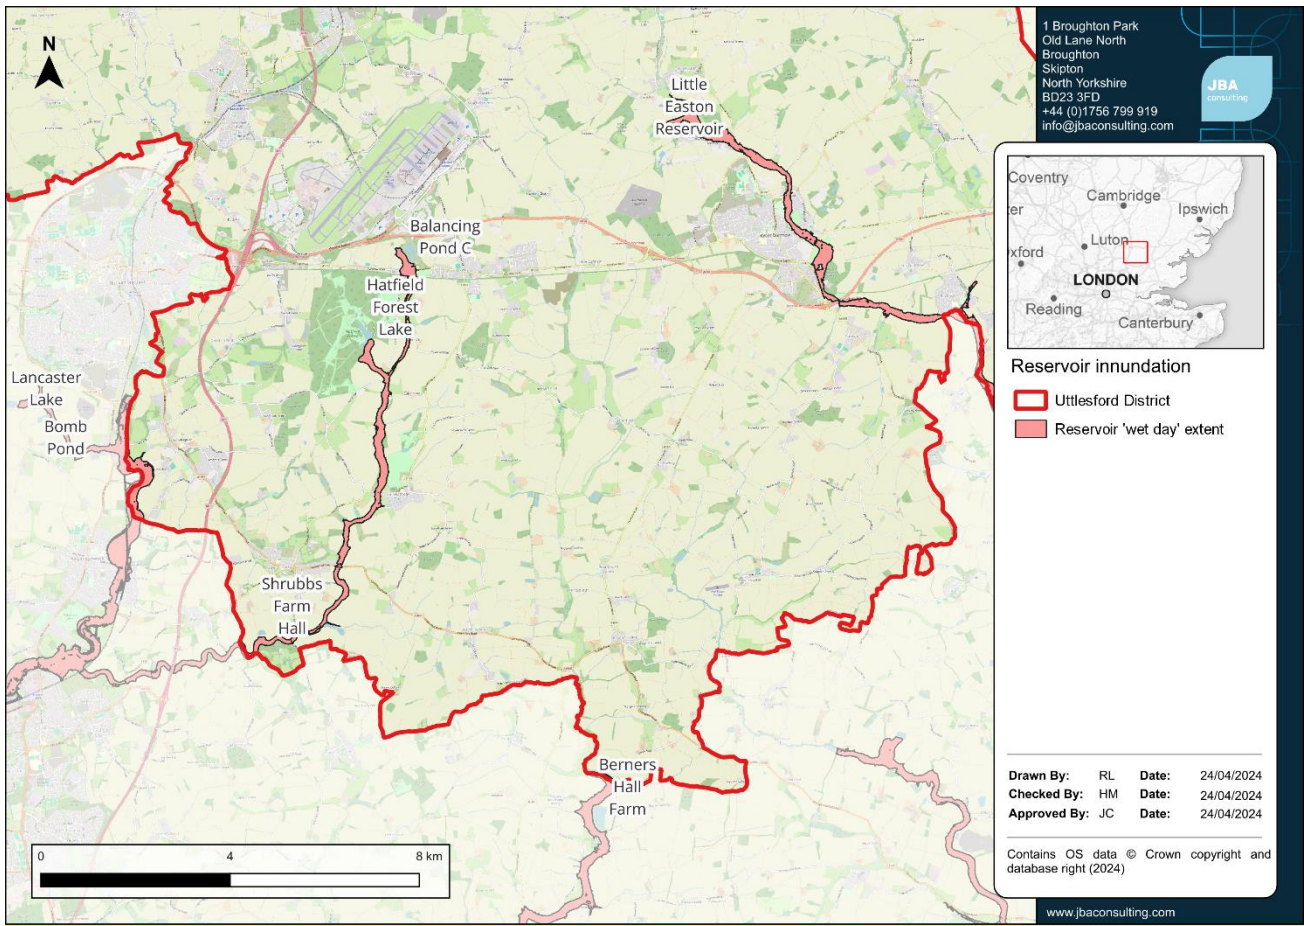 N
Little
Easton
Reservoir
Balancing
Pond C
Hatfield
Forest
Lake
Lancaster
Lake
Bomb
Pond
Shrubbs
Farm
Hall
Berners
Hall
Farm
0 4 8 km
1 Broughton Park
Old Lane North
Broughton
Skipton
North Yorkshire
BD23 3FD
+44 (0)1756 799 919
info@jbaconsulting.com
JBA
consulting
Coventry
Cambridge
Ipswich
Luton
LONDON
Reading
Canterbury
Reservoir innundation
Uttlesford District
Reservoir 'wet day' extent
Drawn By: RL Date: 24/04/2024
Checked By: HM Date: 24/04/2024
Approved By: JC Date: 24/04/2024
Contains OS data © Crown copyright and
database right (2024)
www.jbaconsulting.com